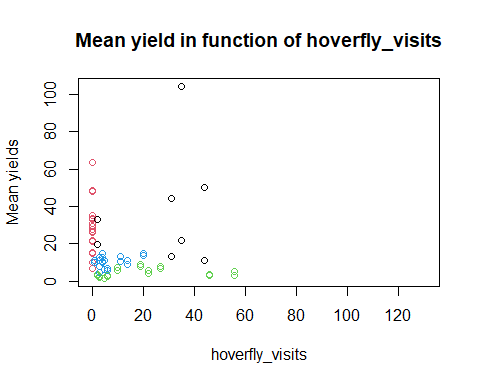 Mean yield in function of hoverfly_visits
Mean yields
100
80
60
40
20
0
0 20 40 60 80 100 120
hoverfly_visits